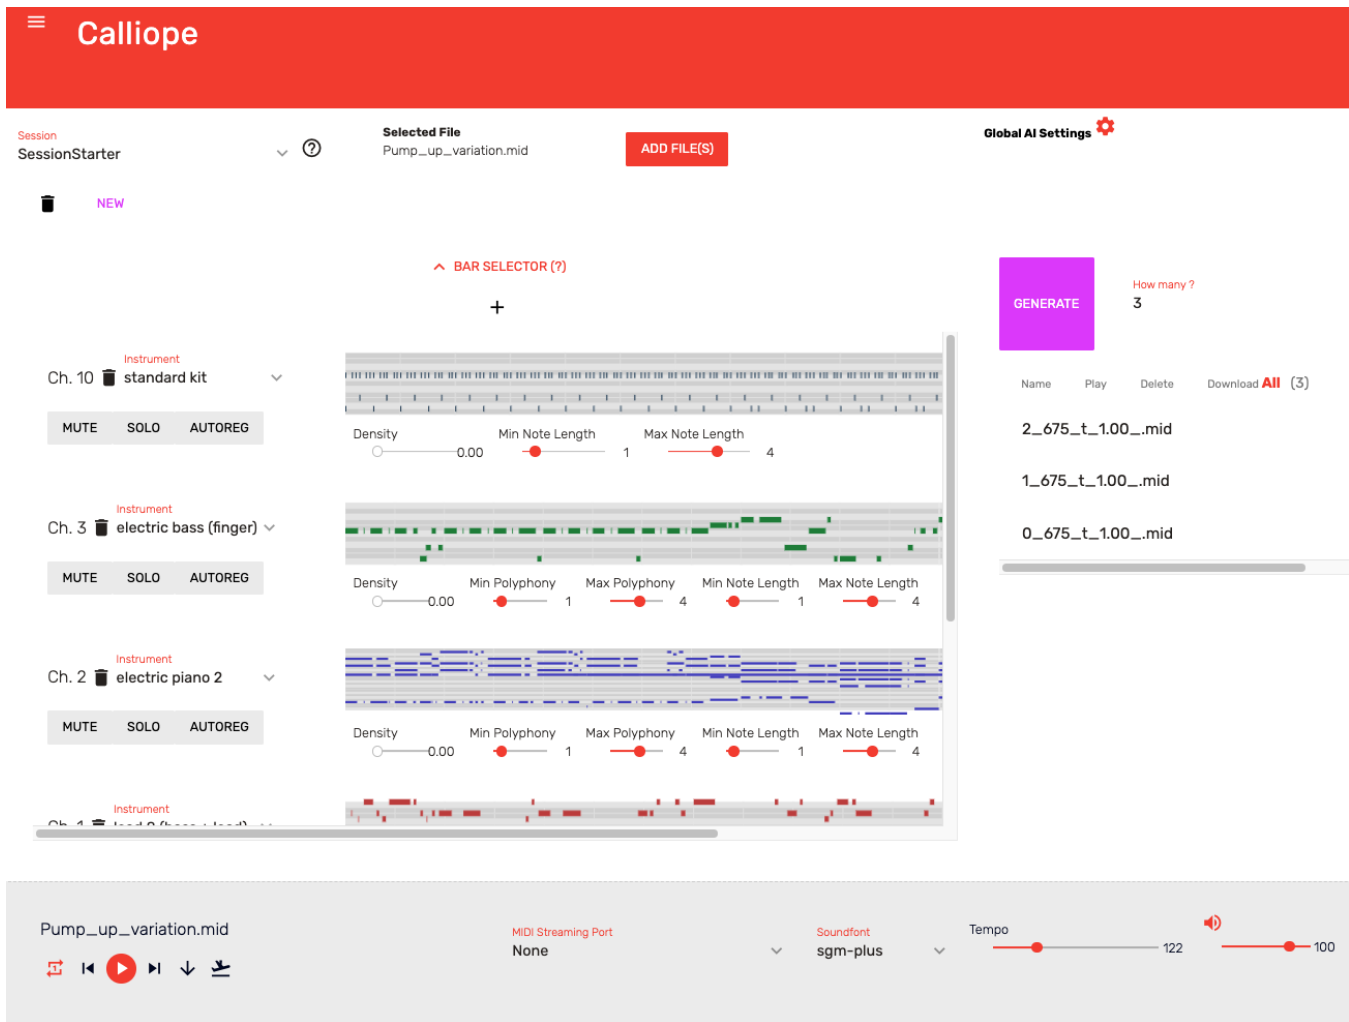 Calliope
Session
SessionStarter
Selected File
Pump_up_variation.mid
ADD FILE(S)
Global AI Settings
NEW
BAR SELECTOR (?)
GENERATE
How many ?
3
Name Play Delete Download All (3)
2_675_t_1.00_.mid
1_675_t_1.00_.mid
0_675_t_1.00_.mid
Instrument
Ch. 10 standard kit
MUTE SOLO AUTOREG
Density Min Note Length Max Note Length
0.00 1 4
Instrument
Ch. 3 electric bass (finger)
MUTE SOLO AUTOREG
Density Min Polyphony Max Polyphony Min Note Length Max Note Length
0.00 1 4 1 4
Instrument
Ch. 2 electric piano 2
MUTE SOLO AUTOREG
Density Min Polyphony Max Polyphony Min Note Length Max Note Length
0.00 1 4 1 4
Instrument
Ch. 1 lead 8 (bass + lead)
Pump_up_variation.mid
MIDI Streaming Port
None
Soundfont
sgm-plus
Tempo
122
100